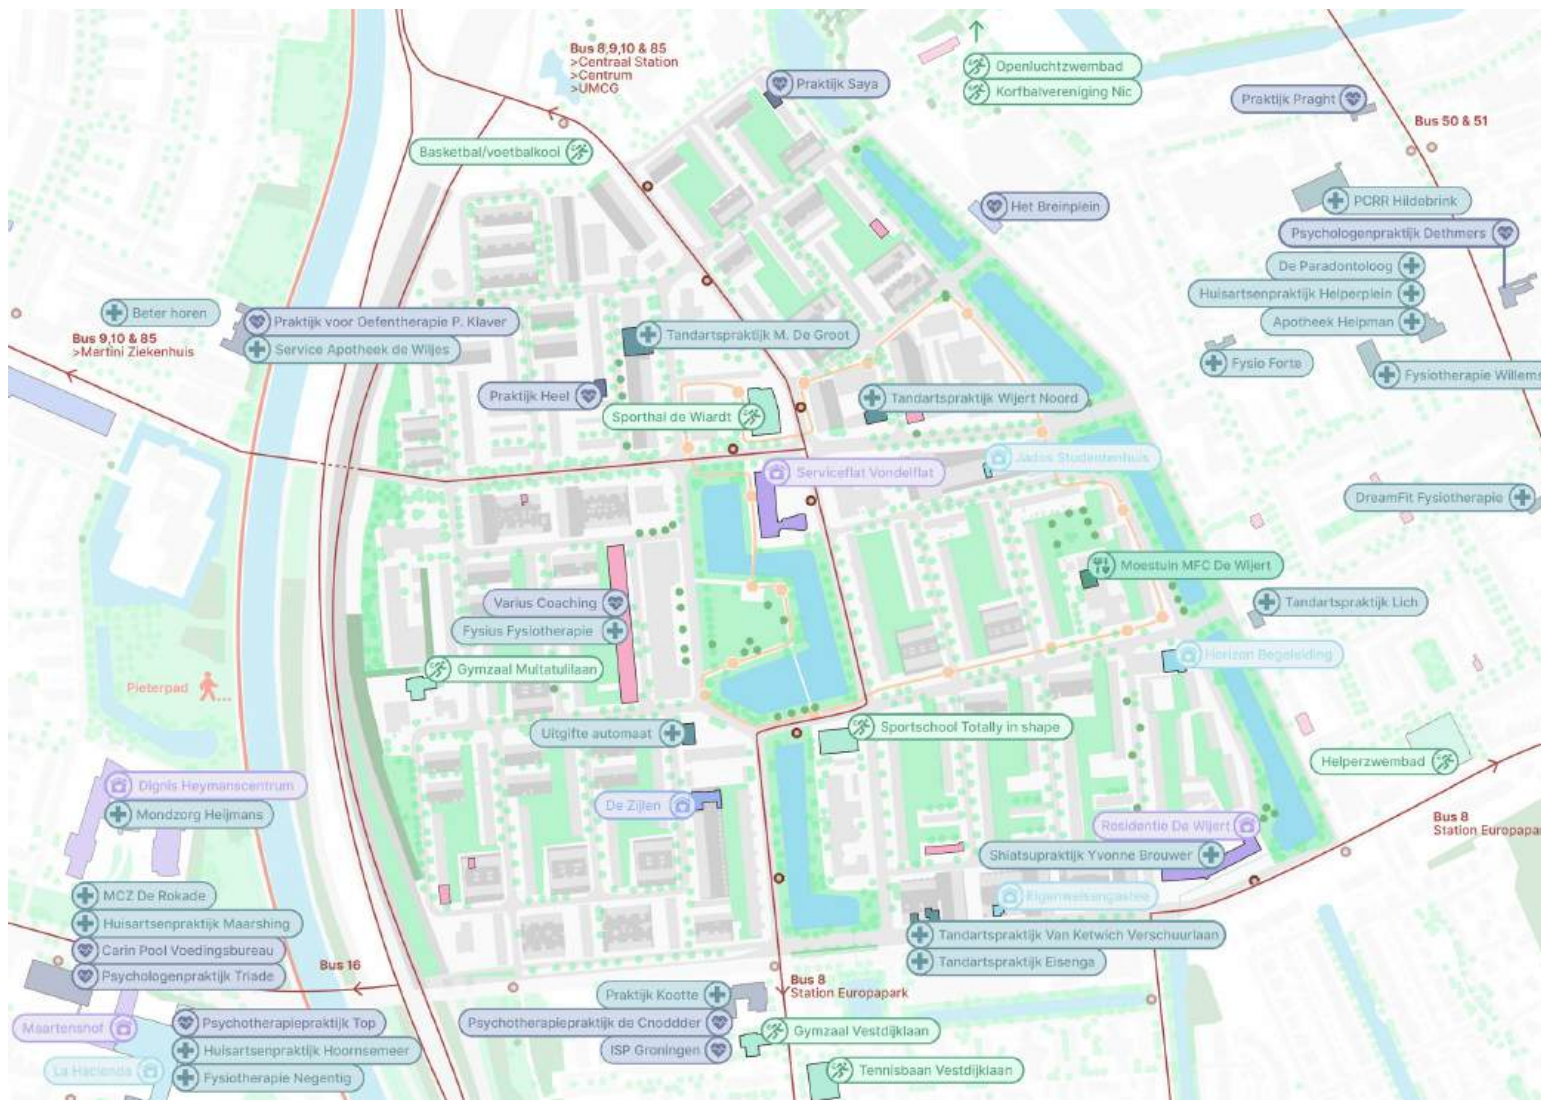 Bus 8,9,10 & 85
>Centraal Station
>Centrum
>UMCG
Openluchtzwembad
Korfbalvereniging Nic
Praktijk Saya
Praktijk Praght
Bus 50 & 51
Basketbal/voetbalkooi
PCRR Hildebrink
Het Breinplein
Psychologenpraktijk Dethmers
De Paradontoloog
Huisartsenpraktijk Helperplein
Apotheek Helpman
Beter horen
Praktijk voor Oefentherapie P. Klaver
Service Apotheek de Wiljes
Bus 9,10 & 85
>Martini Ziekenhuis
Tandartspraktijk M. De Groot
Fysio Forte
Fysiotherapie Willems
Praktijk Heel
Sporthal de Wiardt
Tandartspraktijk Wijert Noord
Serviceflat Vondelflat
Jados Studentenhuis
DreamFit Fysiotherapie
Moestuin MFC De Wijert
Varius Coaching
Fysius Fysiotherapie
Tandartspraktijk Lich
Gymzaal Multatulilaan
Horizon Begeleiding
Pieterpad
Uitgifte automaat
Sportschool Totally in shape
Helperzwembad
Dignis Heymanscentrum
Mondzorg Heijmans
De Zijlen
Residentie De Wijert
Bus 8
Station Europapar
Shiatsupraktijk Yvonne Brouwer
MCZ De Rokade
Huisartsenpraktijk Maarshing
Carin Pool Voedingsbureau
Psychologenpraktijk Triade
Bus 16
Tandartspraktijk Van Ketwich Verschuurlaan
Tandartspraktijk Eisenga
Bus 8
Station Europapark
Praktijk Kootte
Psychotherapiepraktijk de Cnoddder
ISP Groningen
Gymzaal Vestdijklaan
Tennisbaan Vestdijklaan
Maartenshof
Psychotherapiepraktijk Top
Huisartsenpraktijk Hoornsemeer
Fysiotherapie Negentig
La Hacienda